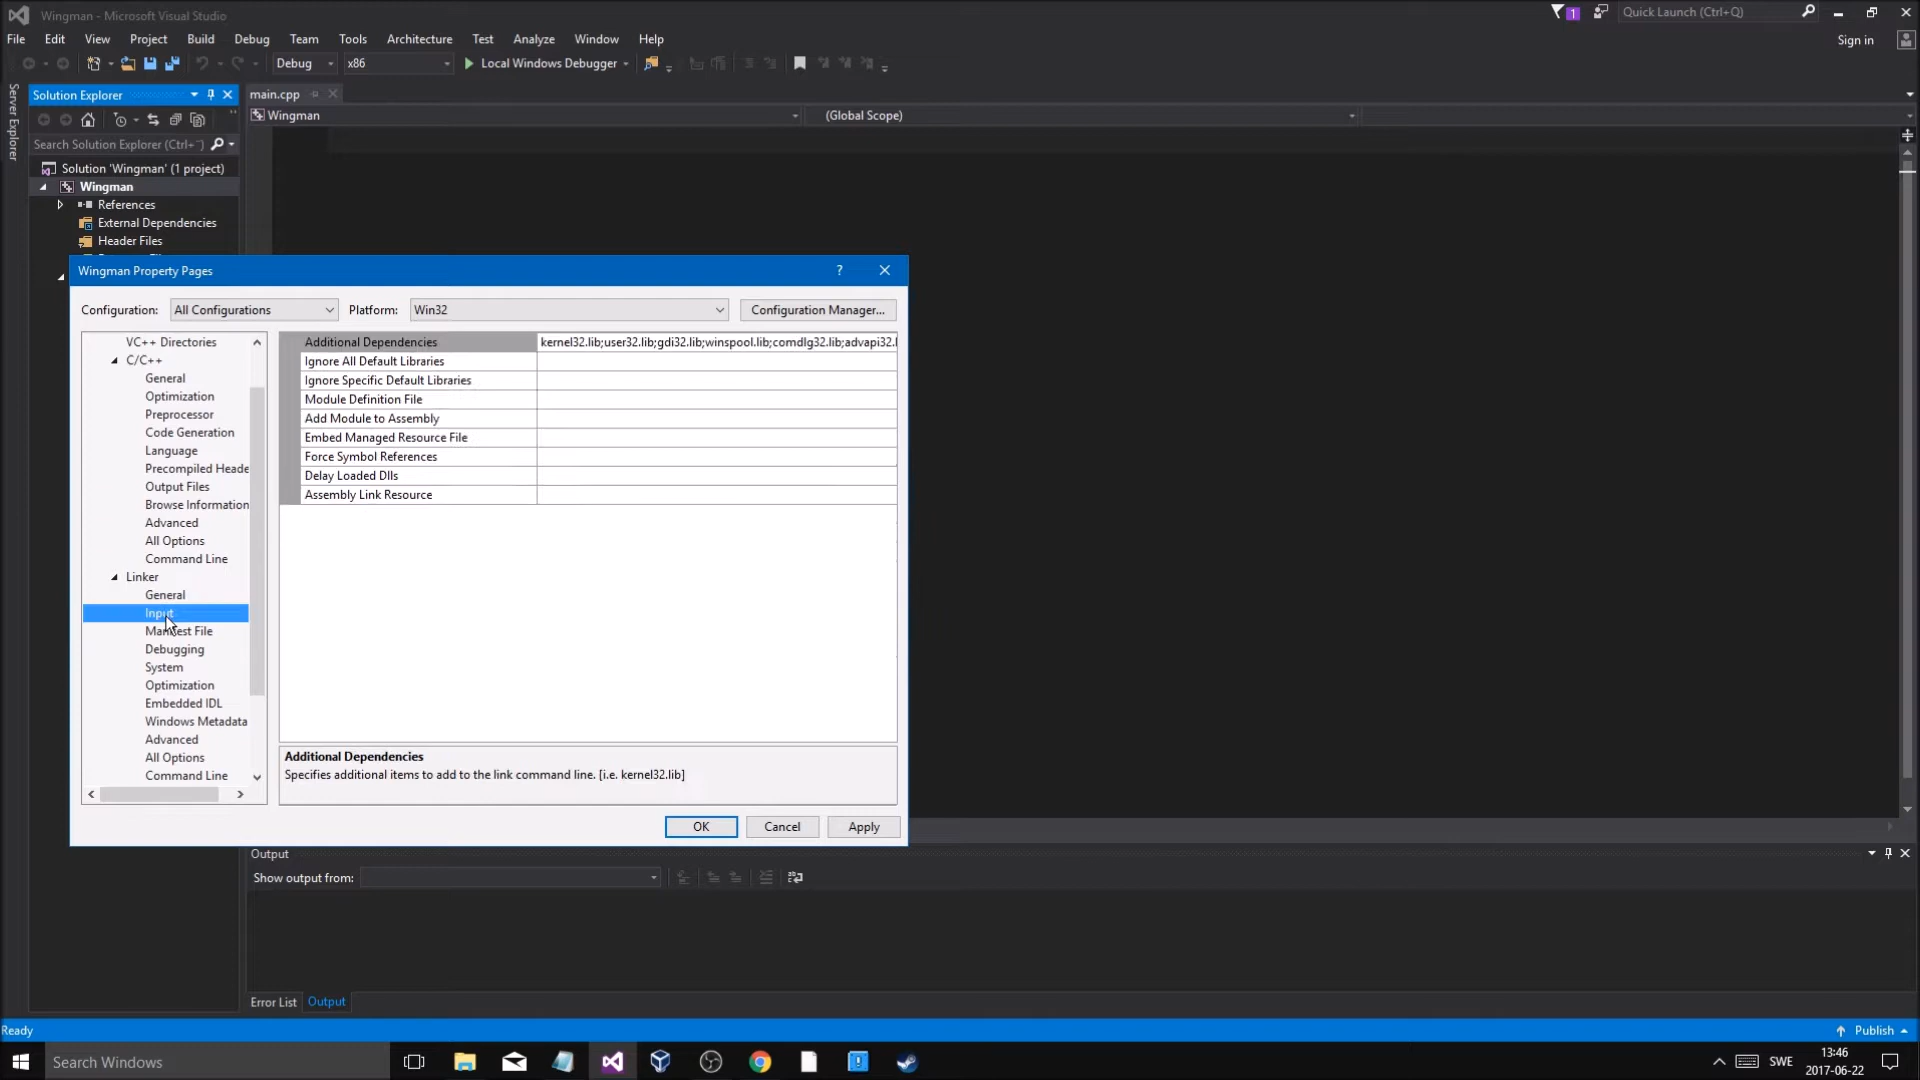 Wingman - Microsoft Visual Studio
1
Quick Launch (Ctrl+Q)
File Edit View Project Build Debug Team Tools Architecture Test Analyze Window Help
Sign in
Debug x86 Local Windows Debugger
Server Explorer
Solution Explorer
main.cpp
Wingman
(Global Scope)
Search Solution Explorer (Ctrl+¨)
Solution 'Wingman' (1 project)
Wingman
References
External Dependencies
Header Files
Wingman Property Pages
?
Configuration: All Configurations Platform: Win32 Configuration Manager...
VC++ Directories
C/C++
General
Optimization
Preprocessor
Code Generation
Language
Precompiled Heade
Output Files
Browse Information
Advanced
All Options
Command Line
Linker
General
Input
Manifest File
Debugging
System
Optimization
Embedded IDL
Windows Metadata
Advanced
All Options
Command Line
Additional Dependencies kernel32.lib;user32.lib;gdi32.lib;winspool.lib;comdlg32.lib;advapi32.l
Ignore All Default Libraries
Ignore Specific Default Libraries
Module Definition File
Add Module to Assembly
Embed Managed Resource File
Force Symbol References
Delay Loaded Dlls
Assembly Link Resource
Additional Dependencies
Specifies additional items to add to the link command line. [i.e. kernel32.lib]
OK Cancel Apply
Output
Show output from:
Error List Output
Ready
Publish
Search Windows
SWE
13:46
2017-06-22